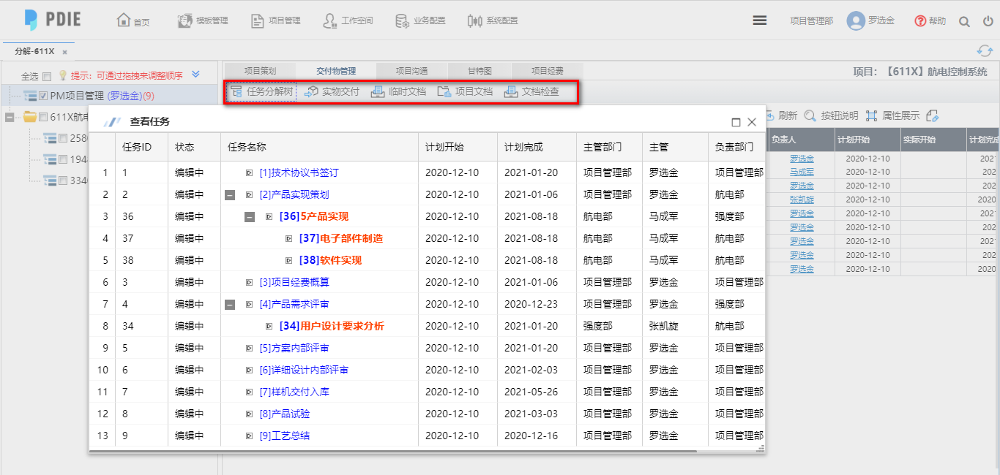 PDIE 首页 模板管理 项目管理 工作空间 业务配置 系统配置 项目管理部 罗选金 帮助
分解-611X
全选 提示：可通过拖拽来调整顺序
项目策划 交付物管理 项目沟通 甘特图 项目经费 项目：【611X】航电控制系统
任务分解树 实物交付 临时文档 项目文档 文档检查
PM项目管理 (罗选金)(9)
611X航电
258
194
334
刷新 按钮说明 属性展示
负责人 计划开始 实际开始 计划完成
罗选金 2020-12-10 2021
马成军 2020-12-10 202
罗选金 2020-12-10 202
张凯旋 2020-12-10 202
罗选金 2020-12-10 2021
罗选金 2020-12-10 202
罗选金 2020-12-10 2021
罗选金 2020-12-10 202
罗选金 2020-12-10 2020
查看任务
任务ID 状态 任务名称 计划开始 计划完成 主管部门 主管 负责部门
1 1 编辑中 [1]技术协议书签订 2020-12-10 2021-01-20 项目管理部 罗选金 项目管理部
2 2 编辑中 [2]产品实现策划 2020-12-10 2021-01-06 项目管理部 罗选金 航电部
3 36 编辑中 [36]5产品实现 2020-12-10 2021-08-18 航电部 马成军 强度部
4 37 编辑中 [37]电子部件制造 2020-12-10 2021-08-18 航电部 马成军 航电部
5 38 编辑中 [38]软件实现 2020-12-10 2021-08-18 航电部 马成军 航电部
6 3 编辑中 [3]项目经费概算 2020-12-10 2021-01-06 项目管理部 罗选金 项目管理部
7 4 编辑中 [4]产品需求评审 2020-12-10 2020-12-23 项目管理部 罗选金 强度部
8 34 编辑中 [34]用户设计要求分析 2020-12-10 2021-01-20 强度部 张凯旋 航电部
9 5 编辑中 [5]方案内部评审 2020-12-10 2021-01-20 项目管理部 罗选金 项目管理部
10 6 编辑中 [6]详细设计内部评审 2020-12-10 2021-02-03 项目管理部 罗选金 项目管理部
11 7 编辑中 [7]样机交付入库 2020-12-10 2021-05-26 项目管理部 罗选金 项目管理部
12 8 编辑中 [8]产品试验 2020-12-10 2021-03-03 项目管理部 罗选金 项目管理部
13 9 编辑中 [9]工艺总结 2020-12-10 2020-12-16 项目管理部 罗选金 项目管理部